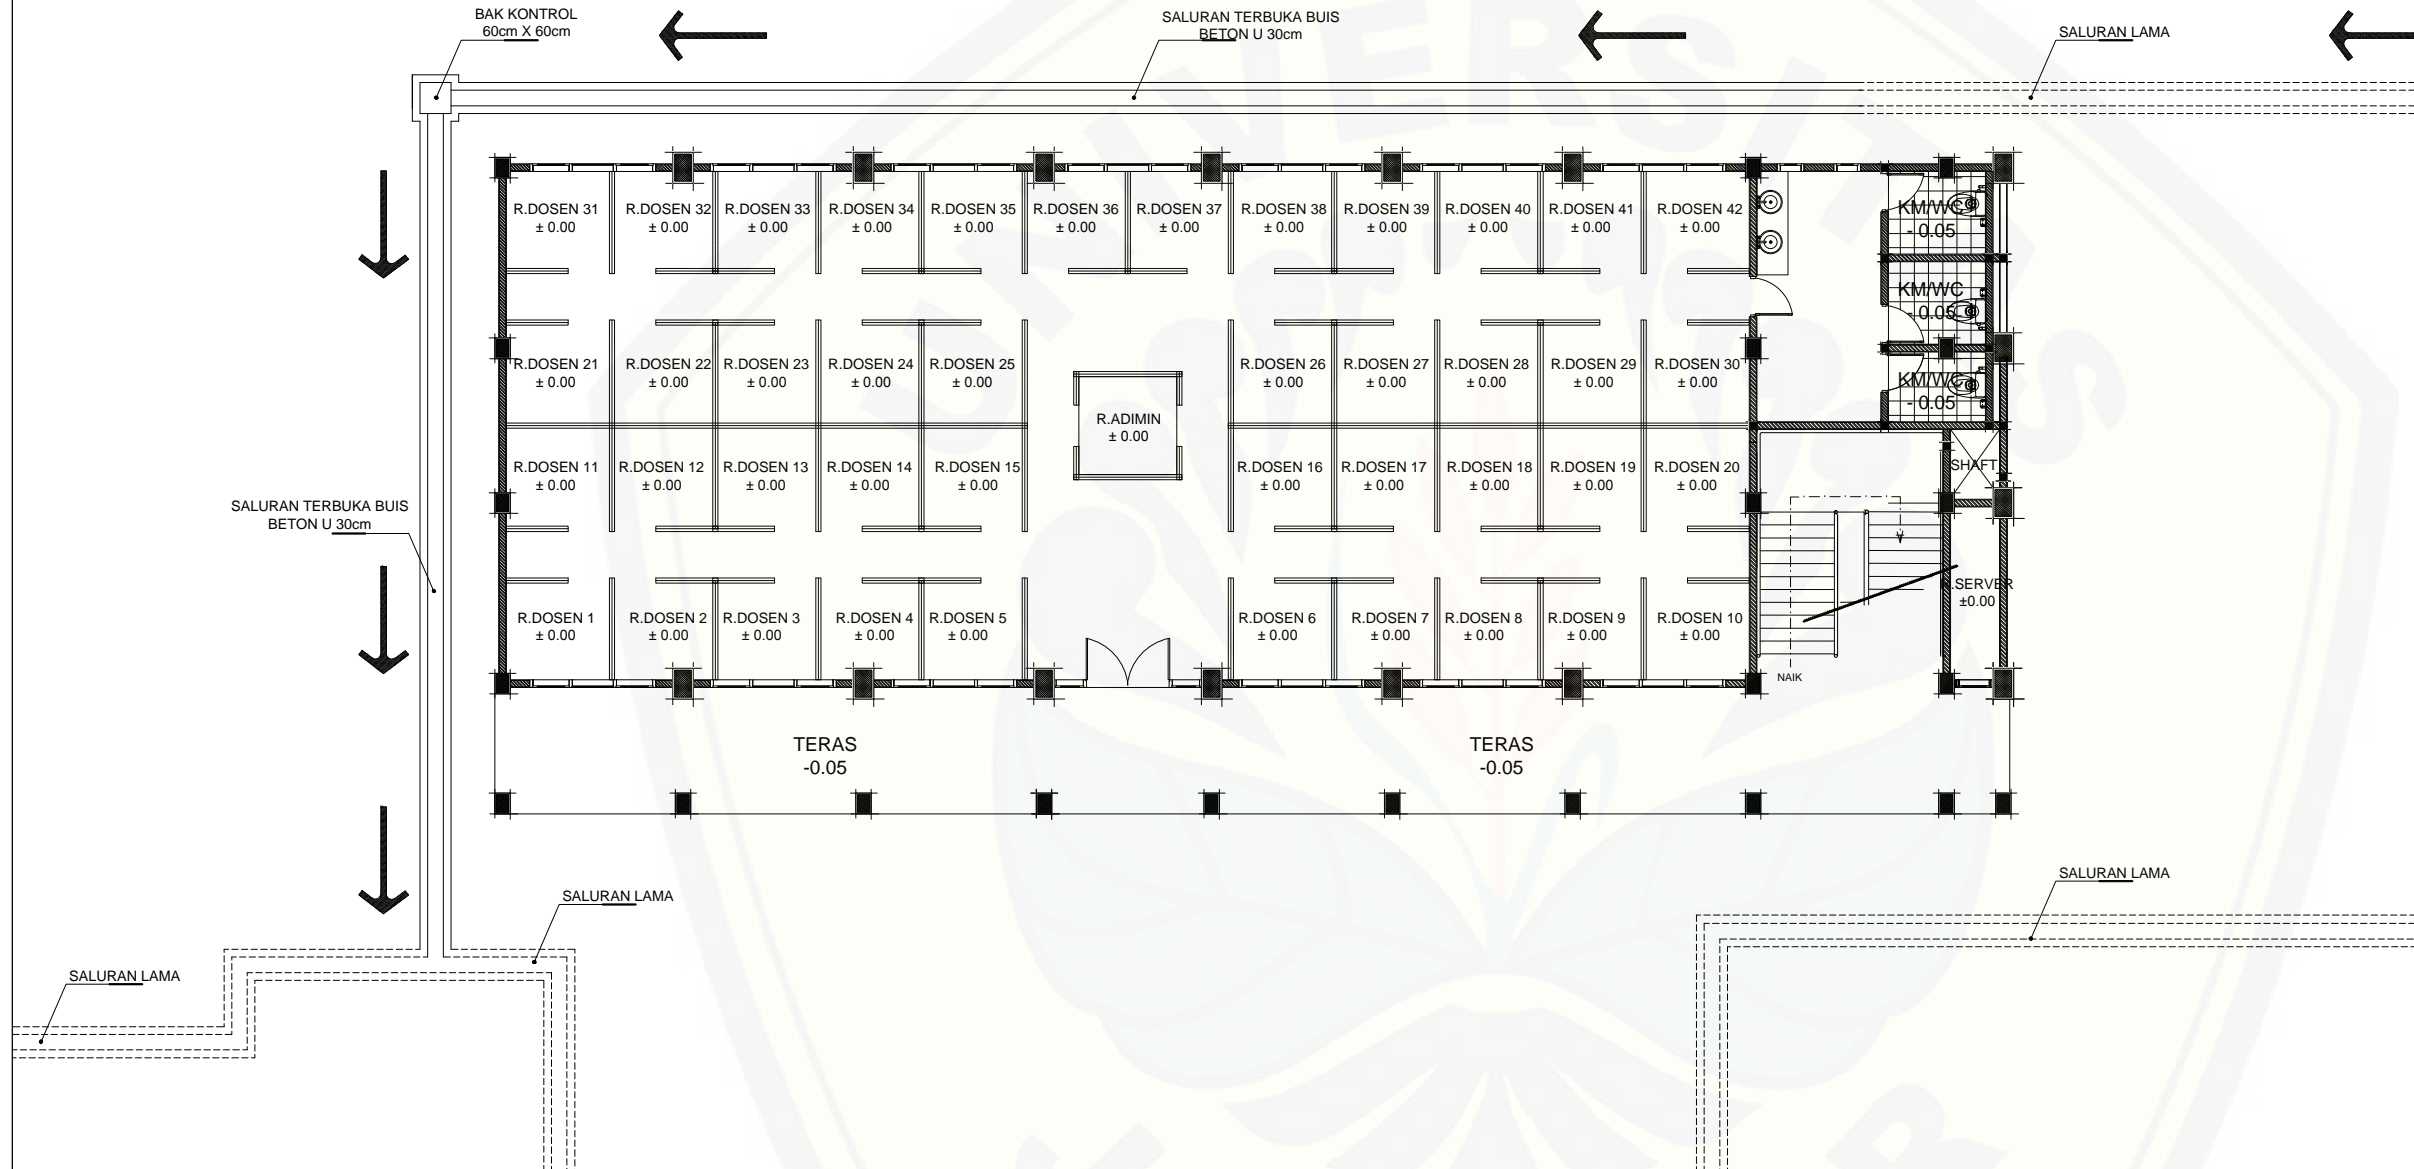 BAK KONTROL
60cm X 60cm
SALURAN TERBUKA BUIS
BETON U 30cm
SALURAN LAMA
R.DOSEN 31
± 0.00
R.DOSEN 32
± 0.00
R.DOSEN 33
± 0.00
R.DOSEN 34
± 0.00
R.DOSEN 35
± 0.00
R.DOSEN 36
± 0.00
R.DOSEN 37
± 0.00
R.DOSEN 38
± 0.00
R.DOSEN 39
± 0.00
R.DOSEN 40
± 0.00
R.DOSEN 41
± 0.00
R.DOSEN 42
± 0.00
KM/WC
- 0.05
KM/WC
- 0.05
R.DOSEN 21
± 0.00
R.DOSEN 22
± 0.00
R.DOSEN 23
± 0.00
R.DOSEN 24
± 0.00
R.DOSEN 25
± 0.00
R.DOSEN 26
± 0.00
R.DOSEN 27
± 0.00
R.DOSEN 28
± 0.00
R.DOSEN 29
± 0.00
R.DOSEN 30
± 0.00
KM/WC
- 0.05
R.ADIMIN
± 0.00
R.DOSEN 11
± 0.00
R.DOSEN 12
± 0.00
R.DOSEN 13
± 0.00
R.DOSEN 14
± 0.00
R.DOSEN 15
± 0.00
R.DOSEN 16
± 0.00
R.DOSEN 17
± 0.00
R.DOSEN 18
± 0.00
R.DOSEN 19
± 0.00
R.DOSEN 20
± 0.00
SHAFT
SALURAN TERBUKA BUIS
BETON U 30cm
R.DOSEN 1
± 0.00
R.DOSEN 2
± 0.00
R.DOSEN 3
± 0.00
R.DOSEN 4
± 0.00
R.DOSEN 5
± 0.00
R.DOSEN 6
± 0.00
R.DOSEN 7
± 0.00
R.DOSEN 8
± 0.00
R.DOSEN 9
± 0.00
R.DOSEN 10
± 0.00
R.SERVER
±0.00
NAIK
TERAS
-0.05
TERAS
-0.05
SALURAN LAMA
SALURAN LAMA
SALURAN LAMA